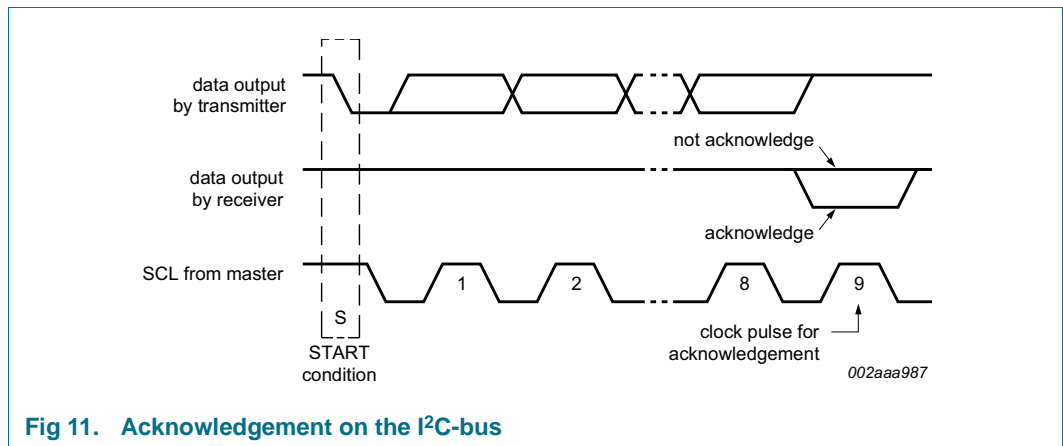 data output
by transmitter
not acknowledge
data output
by receiver
acknowledge
SCL from master
1
2
8
9
S
START
condition
clock pulse for
acknowledgement
002aaa987
Fig 11. Acknowledgement on the I²C-bus